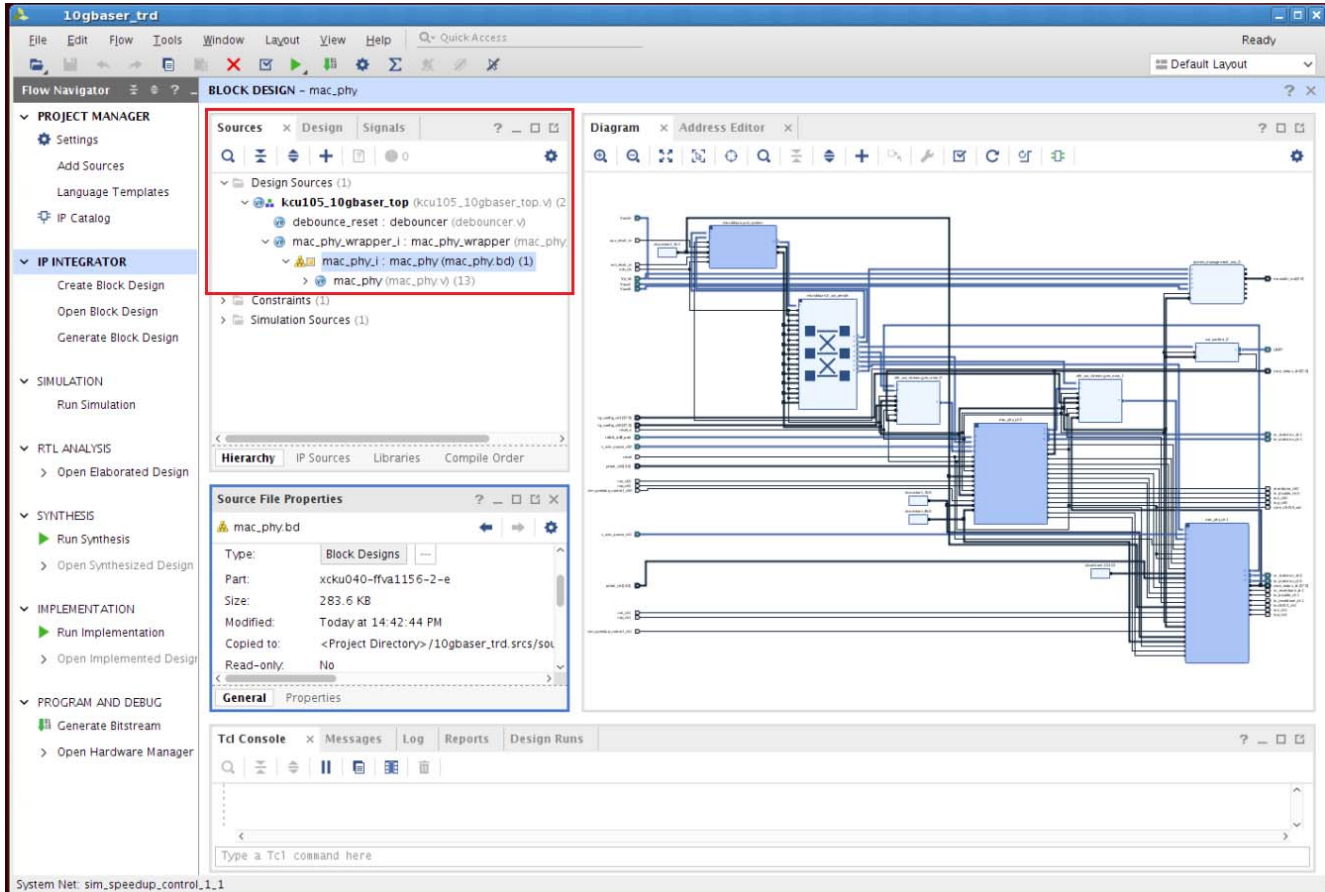 10gbaser_trd
File Edit Flow Tools Window Layout View Help Quick Access Ready
Default Layout
Flow Navigator
BLOCK DESIGN - mac_phy
PROJECT MANAGER
Settings
Add Sources
Language Templates
IP Catalog
IP INTEGRATOR
Create Block Design
Open Block Design
Generate Block Design
SIMULATION
Run Simulation
RTL ANALYSIS
Open Elaborated Design
SYNTHESIS
Run Synthesis
Open Synthesized Design
IMPLEMENTATION
Run Implementation
Open Implemented Desigr
PROGRAM AND DEBUG
Generate Bitstream
Open Hardware Manager
Sources Design Signals
0
Design Sources (1)
kcu105_10gbaser_top (kcu105_10gbaser_top.v) (2
debounce_reset : debouncer (debouncer.v)
mac_phy_wrapper_i : mac_phy_wrapper (mac_phy_
mac_phy_i : mac_phy (mac_phy.bd) (1)
mac_phy (mac_phy.v) (13)
Constraints (1)
Simulation Sources (1)
Hierarchy IP Sources Libraries Compile Order
Source File Properties
mac_phy.bd
Type: Block Designs
Part: xcku040-ffva1156-2-e
Size: 283.6 KB
Modified: Today at 14:42:44 PM
Copied to: <Project Directory>/10gbaser_trd.srcs/sou
Read-only: No
General Properties
Diagram Address Editor
Tcl Console Messages Log Reports Design Runs
Type a Tcl command here
System Net: sim_speedup_control_1_1